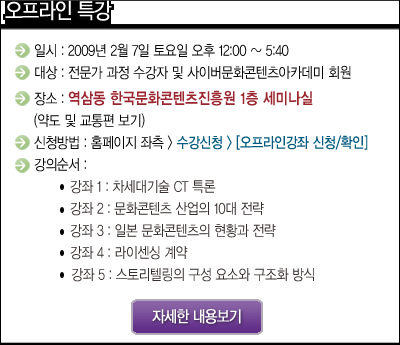 오프라인 특강
일시 : 2009년 2월 7일 토요일 오후 12:00 ~ 5:40
대상 : 전문가 과정 수강자 및 사이버문화콘텐츠아카데미 회원
장소 : 역삼동 한국문화콘텐츠진흥원 1층 세미나실
(약도 및 교통편 보기)
신청방법 : 홈페이지 좌측 > 수강신청 > [오프라인강좌 신청/확인]
강의순서 :
• 강좌 1 : 차세대기술 CT 특론
• 강좌 2 : 문화콘텐츠 산업의 10대 전략
• 강좌 3 : 일본 문화콘텐츠의 현황과 전략
• 강좌 4 : 라이센싱 계약
• 강좌 5 : 스토리텔링의 구성 요소와 구조화 방식
자세한 내용보기